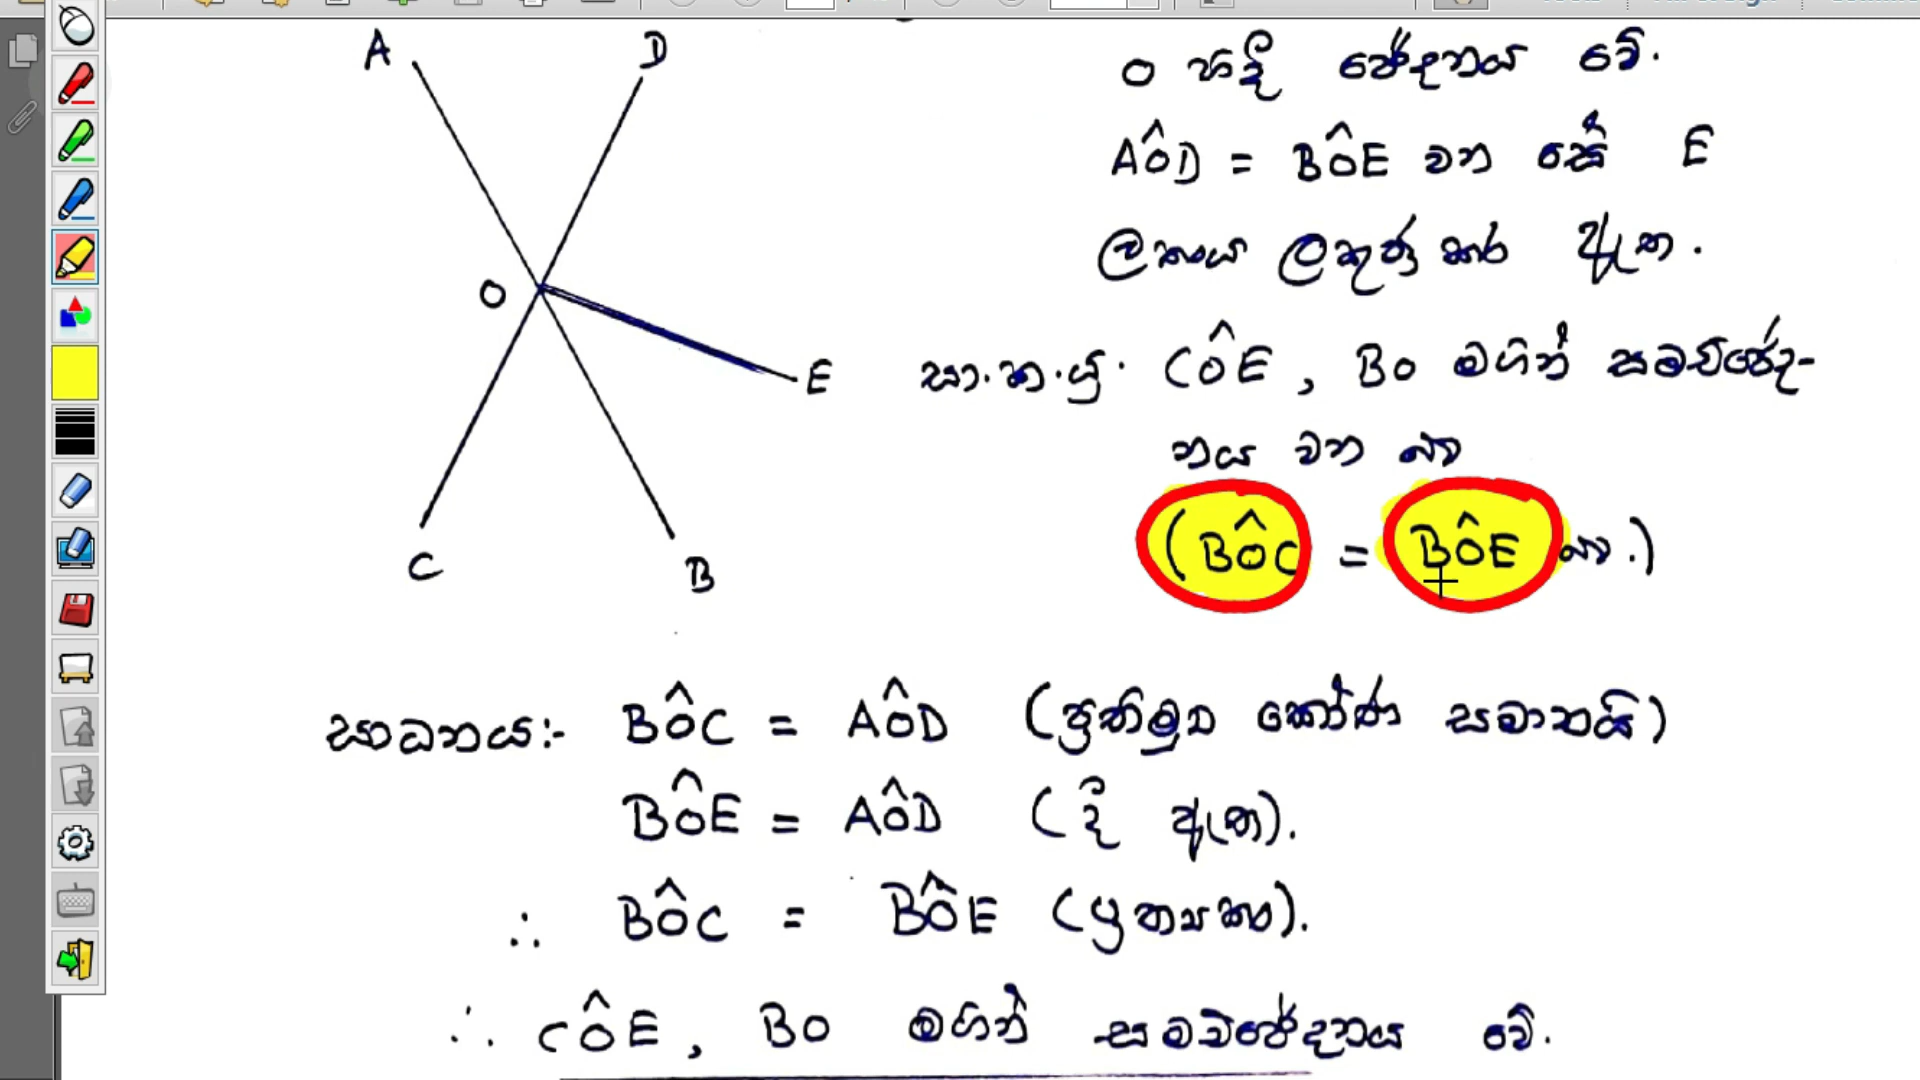 A
D
O
E
C
B
O හිදී ඡේදනය වේ.
AÔD = BÔE වන සේ E
ලක්ෂ්‍යය ලකුණු කර ඇත.
සා.ක.යු. CÔE, BO මගින් සමච්ඡේද-
නය වන බව
(BÔC = BÔE බව.)
සාධනය:- BÔC = AÔD (ප්‍රතිමුඛ කෝණ සමානයි)
BÔE = AÔD (දී ඇත).
∴ BÔC = BÔE (ප්‍රත්‍යක්ෂ).
∴ CÔE, BO මගින් සමච්ඡේදනය වේ.